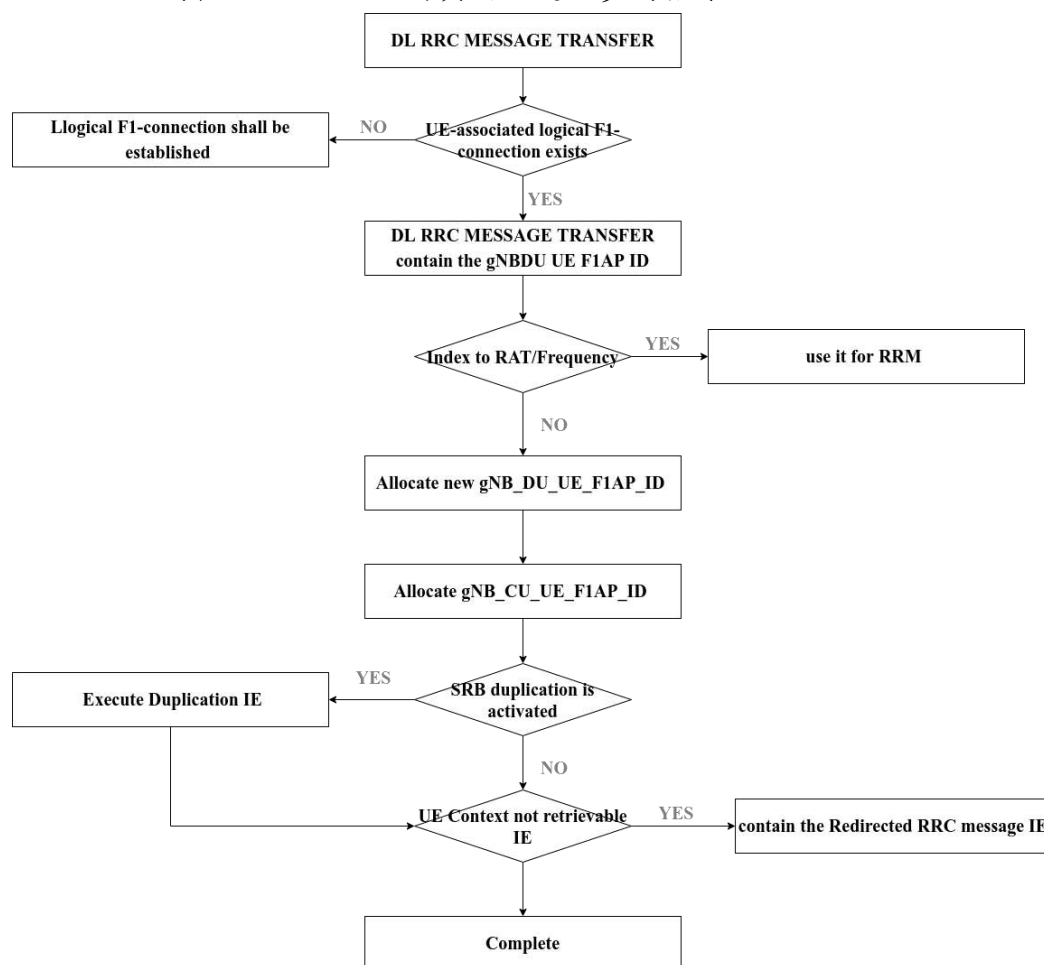 DL RRC MESSAGE TRANSFER
UE-associated logical F1-
connection exists
NO
Llogical F1-connection shall be
established
YES
DL RRC MESSAGE TRANSFER
contain the gNBDU UE F1AP ID
Index to RAT/Frequency
YES
use it for RRM
NO
Allocate new gNB_DU_UE_F1AP_ID
Allocate gNB_CU_UE_F1AP_ID
SRB duplication is
activated
YES
Execute Duplication IE
NO
UE Context not retrievable
IE
YES
contain the Redirected RRC message IE
Complete